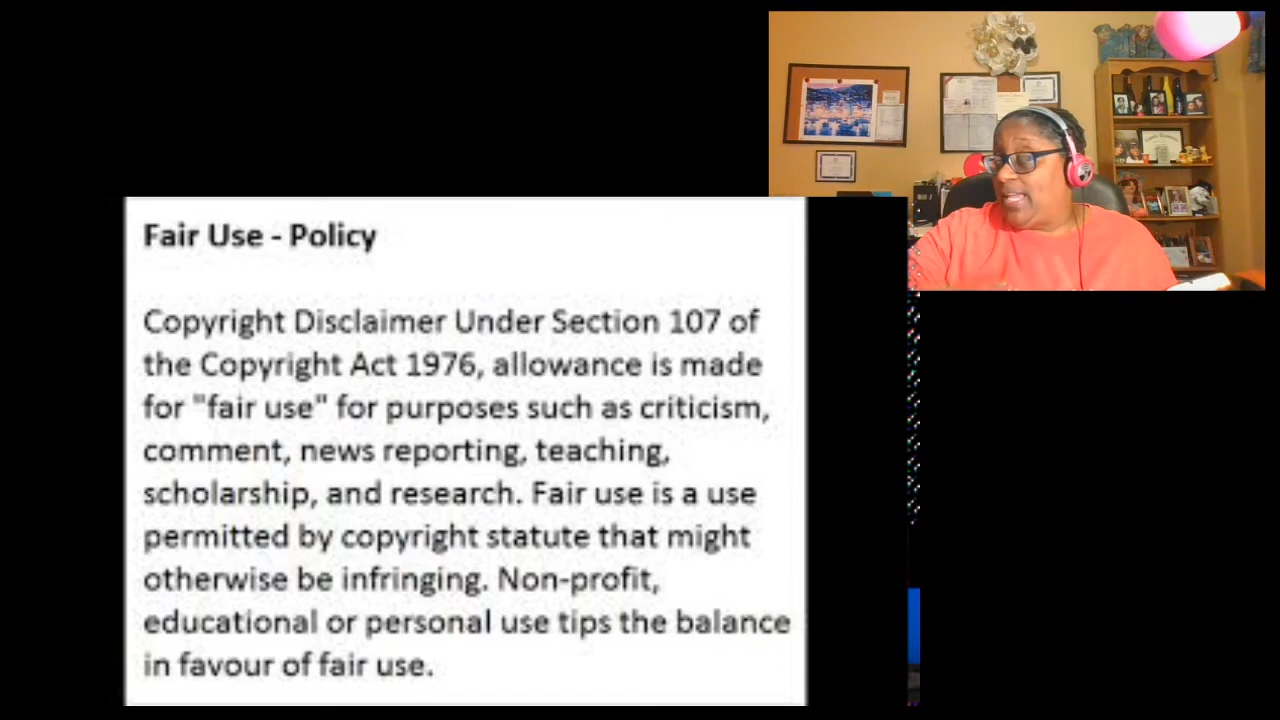 Fair Use - Policy
Copyright Disclaimer Under Section 107 of
the Copyright Act 1976, allowance is made
for "fair use" for purposes such as criticism,
comment, news reporting, teaching,
scholarship, and research. Fair use is a use
permitted by copyright statute that might
otherwise be infringing. Non-profit,
educational or personal use tips the balance
in favour of fair use.